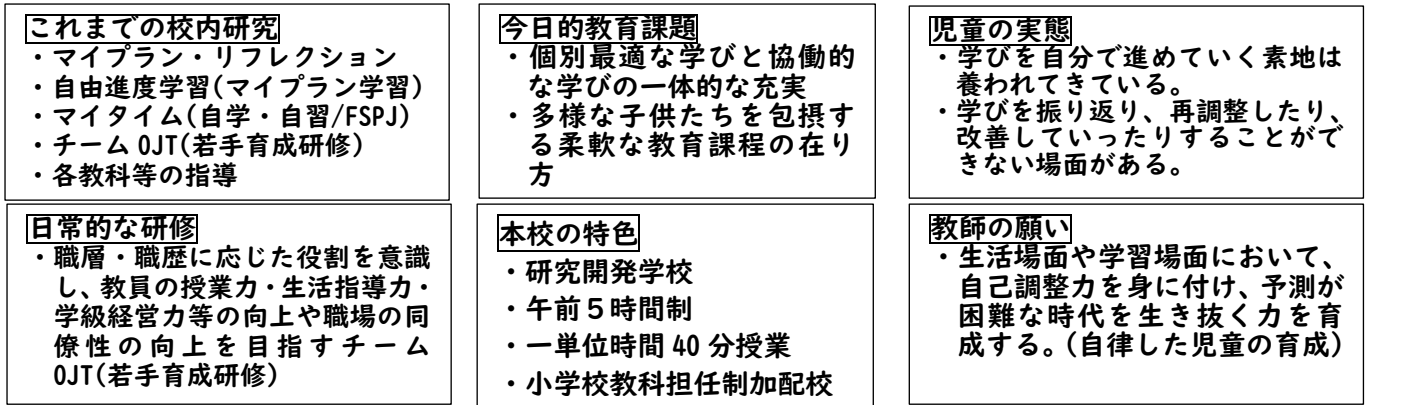 これまでの校内研究
・マイプラン・リフレクション
・自由進度学習(マイプラン学習)
・マイタイム(自学・自習/FSPJ)
・チーム OJT(若手育成研修)
・各教科等の指導
今日的教育課題
・個別最適な学びと協働的
な学びの一体的な充実
・多様な子供たちを包摂す
る柔軟な教育課程の在り
方
児童の実態
・学びを自分で進めていく素地は
養われてきている。
・学びを振り返り、再調整したり、
改善していったりすることがで
きない場面がある。
日常的な研修
・職層・職歴に応じた役割を意識
し、教員の授業力・生活指導力・
学級経営力等の向上や職場の同
僚性の向上を目指すチーム
OJT(若手育成研修)
本校の特色
・研究開発学校
・午前5時間制
・一単位時間 40 分授業
・小学校教科担任制加配校
教師の願い
・生活場面や学習場面において、
自己調整力を身に付け、予測が
困難な時代を生き抜く力を育
成する。(自律した児童の育成)